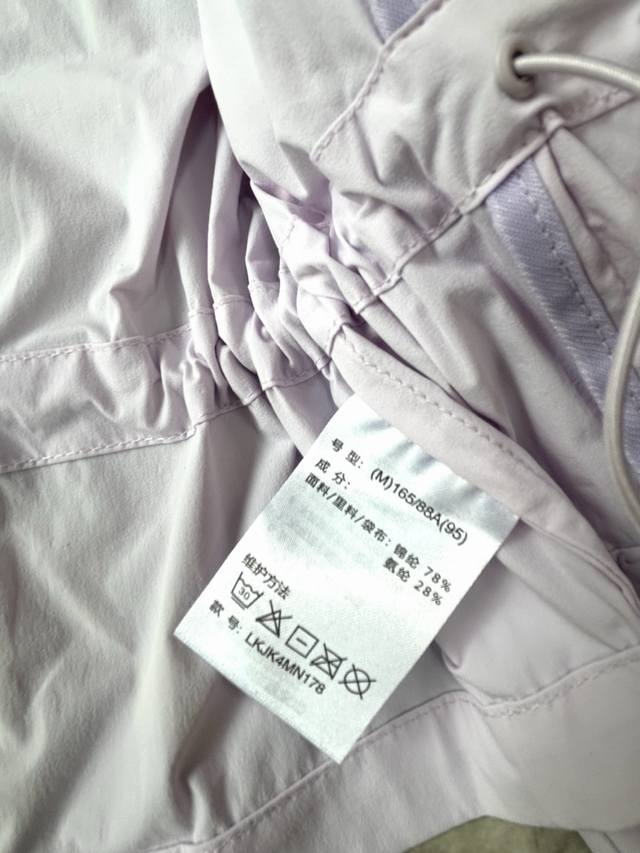 号 型: (M)165/88A(95)
成 分:
面料/里料/袋布: 锦纶 78%
氨纶 28%
维护方法
30
款 号: LKJK4MN178